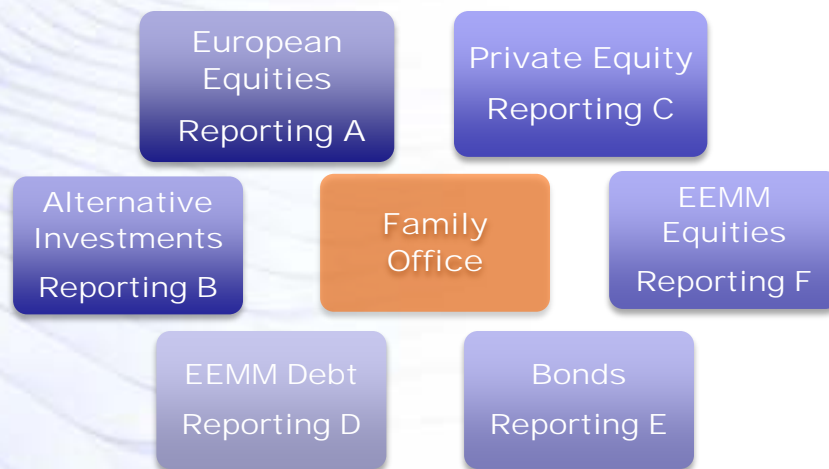 European
Equities
Reporting A
Private Equity
Reporting C
Alternative
Investments
Reporting B
Family
Office
EEMM
Equities
Reporting F
EEMM Debt
Reporting D
Bonds
Reporting E